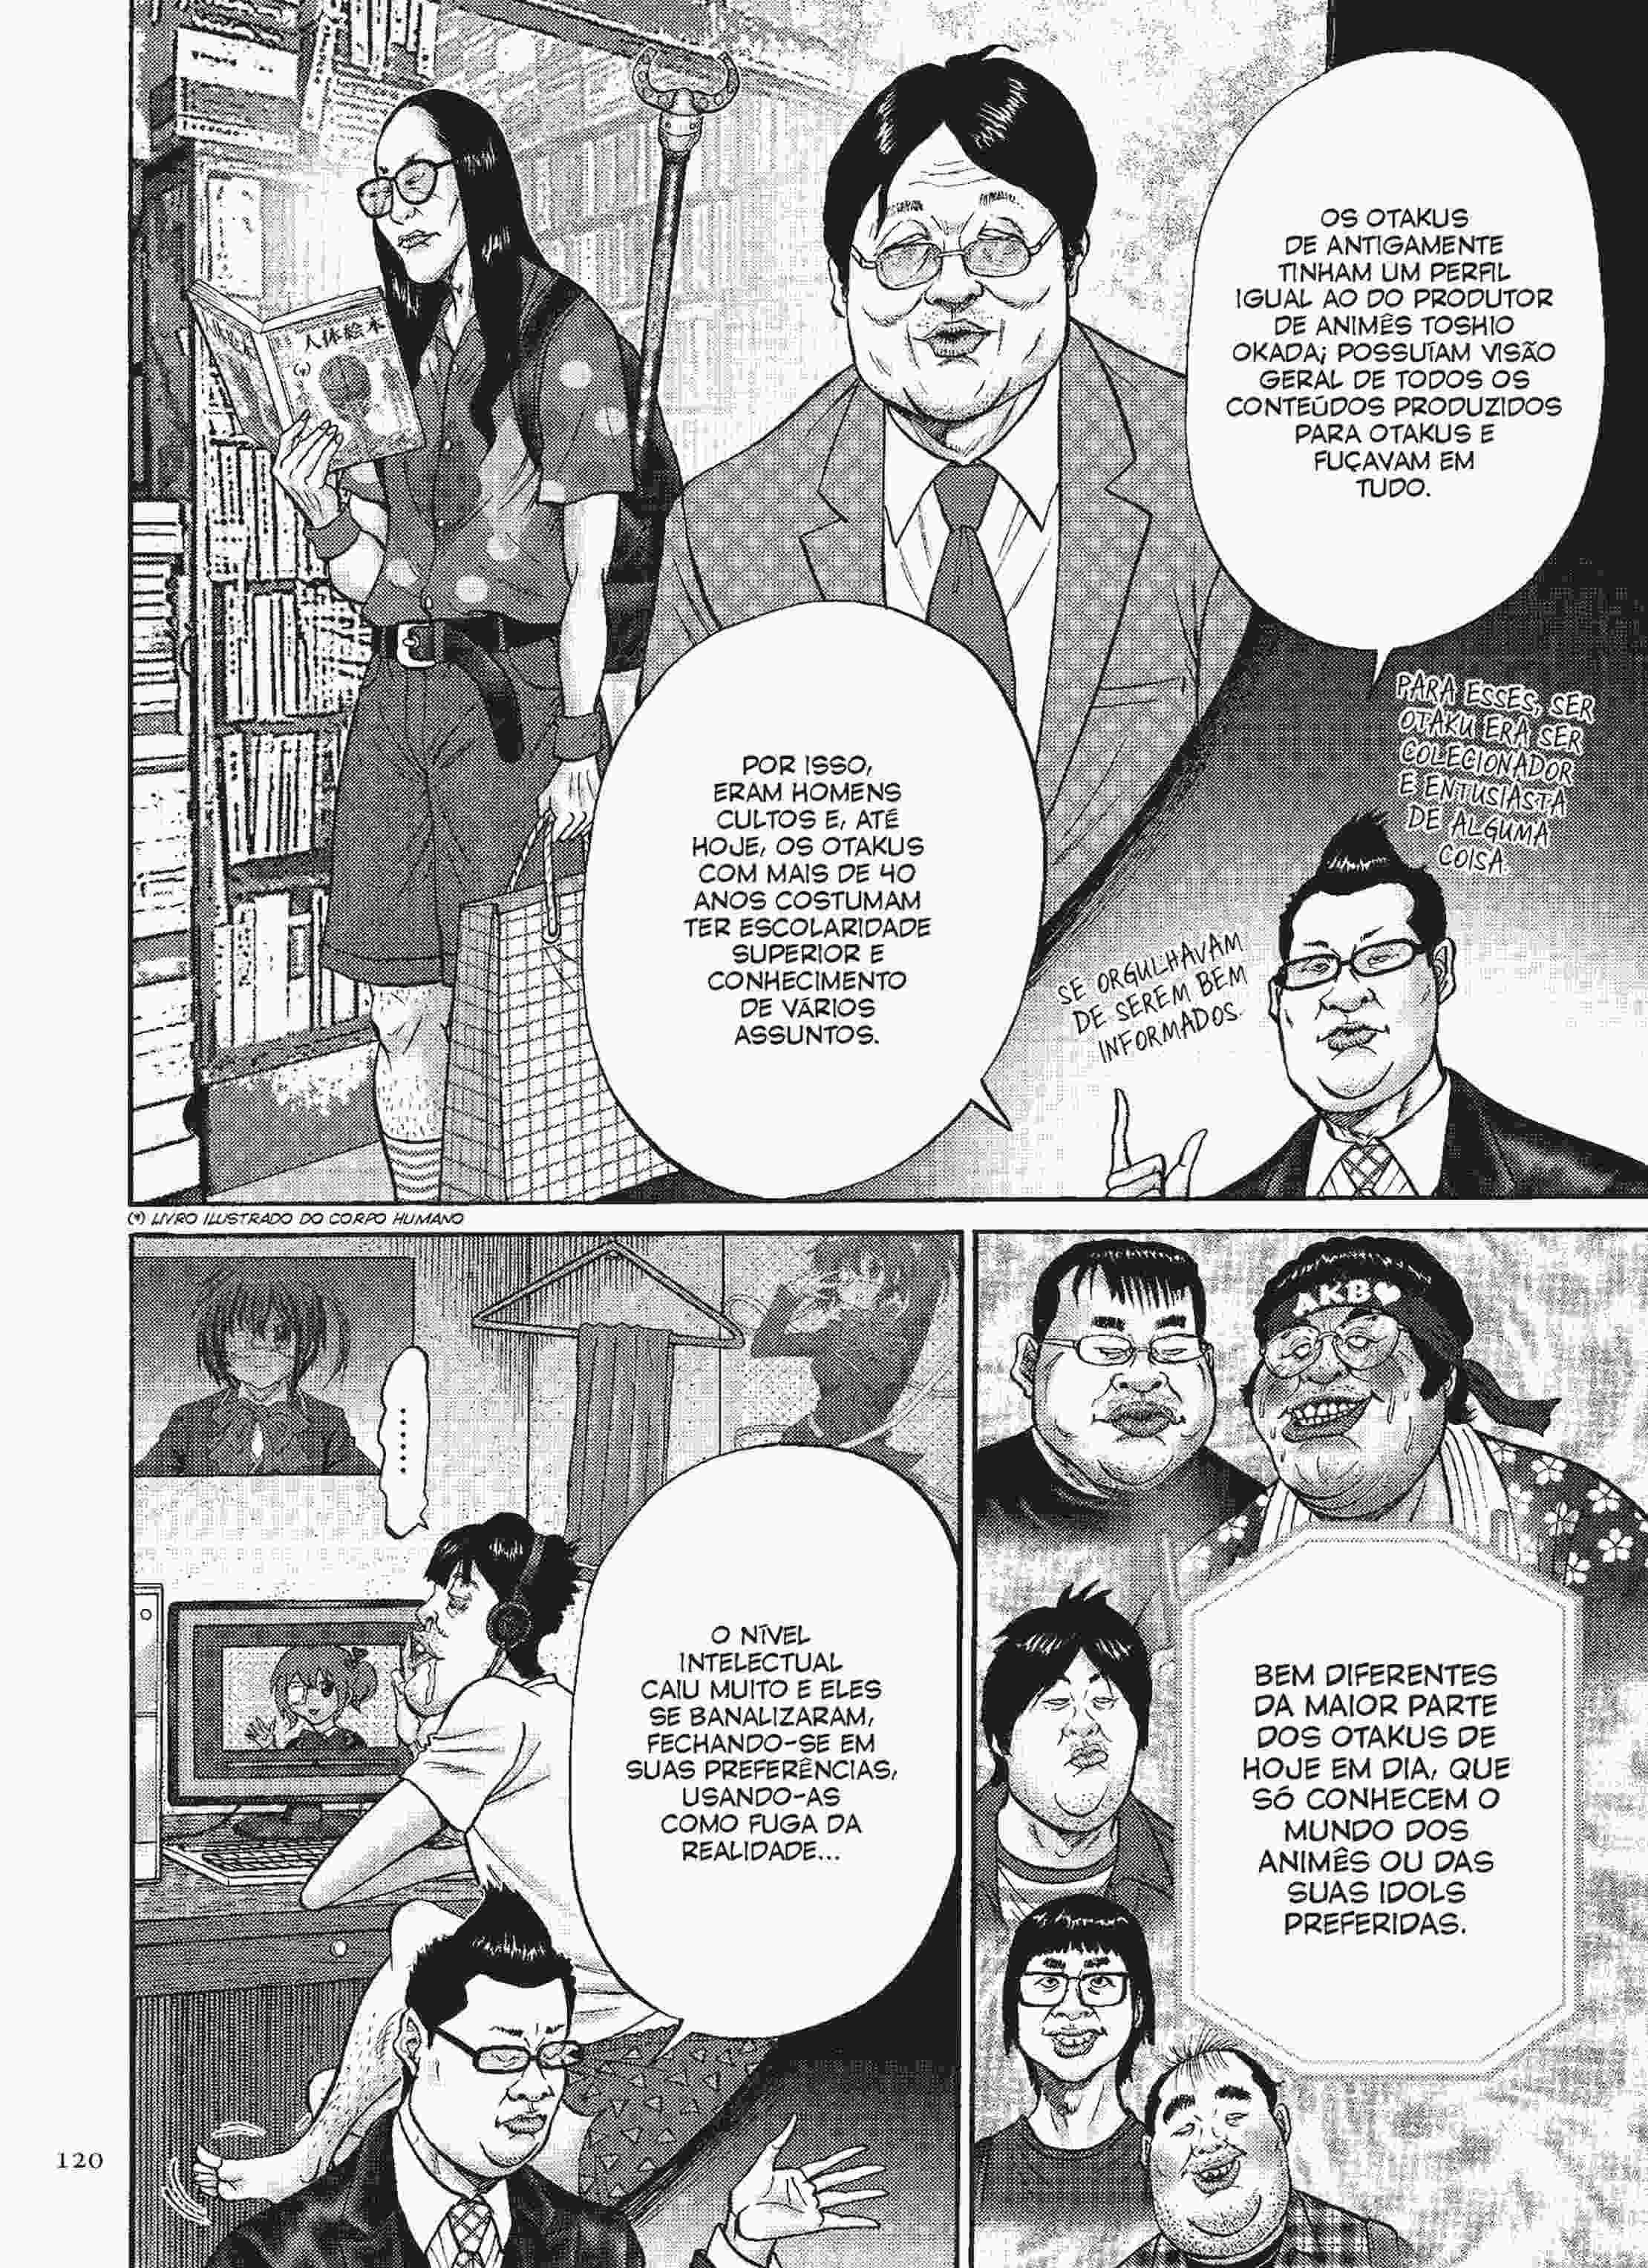 OS OTAKUS
DE ANTIGAMENTE
TINHAM UM PERFIL
IGUAL AO DO PRODUTOR
DE ANIMÊS TOSHIO
OKADA; POSSUÍAM VISÃO
GERAL DE TODOS OS
CONTEÚDOS PRODUZIDOS
PARA OTAKUS E
FUÇAVAM EM
TUDO.
人体絵本
(*)
PARA ESSES, SER
OTAKU ERA SER
COLECIONADOR
E ENTUSIASTA
DE ALGUMA
COISA.
POR ISSO,
ERAM HOMENS
CULTOS E, ATÉ
HOJE, OS OTAKUS
COM MAIS DE 40
ANOS COSTUMAM
TER ESCOLARIDADE
SUPERIOR E
CONHECIMENTO
DE VÁRIOS
ASSUNTOS.
SE ORGULHAVAM
DE SEREM BEM
INFORMADOS.
(*) LIVRO ILUSTRADO DO CORPO HUMANO
AKB♥
BEM DIFERENTES
DA MAIOR PARTE
DOS OTAKUS DE
HOJE EM DIA, QUE
SÓ CONHECEM O
MUNDO DOS
ANIMÊS OU DAS
SUAS IDOLS
PREFERIDAS.
......
O NÍVEL
INTELECTUAL
CAIU MUITO E ELES
SE BANALIZARAM,
FECHANDO-SE EM
SUAS PREFERÊNCIAS,
USANDO-AS
COMO FUGA DA
REALIDADE...
120